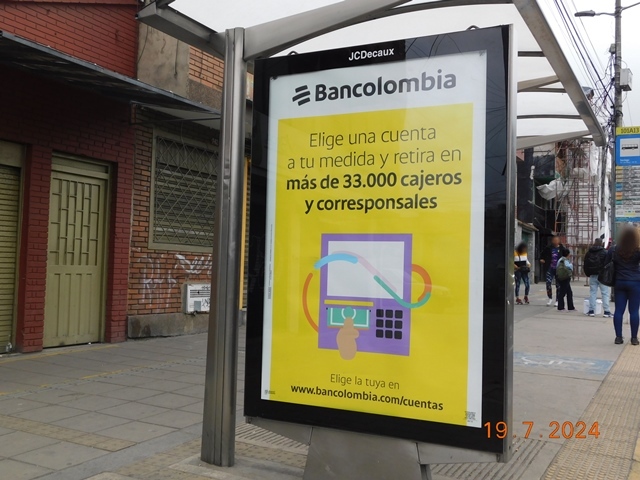 JCDecaux
Bancolombia
Elige una cuenta
a tu medida y retira en
más de 33.000 cajeros
y corresponsales
Elige la tuya en
www.bancolombia.com/cuentas
19.7.2024